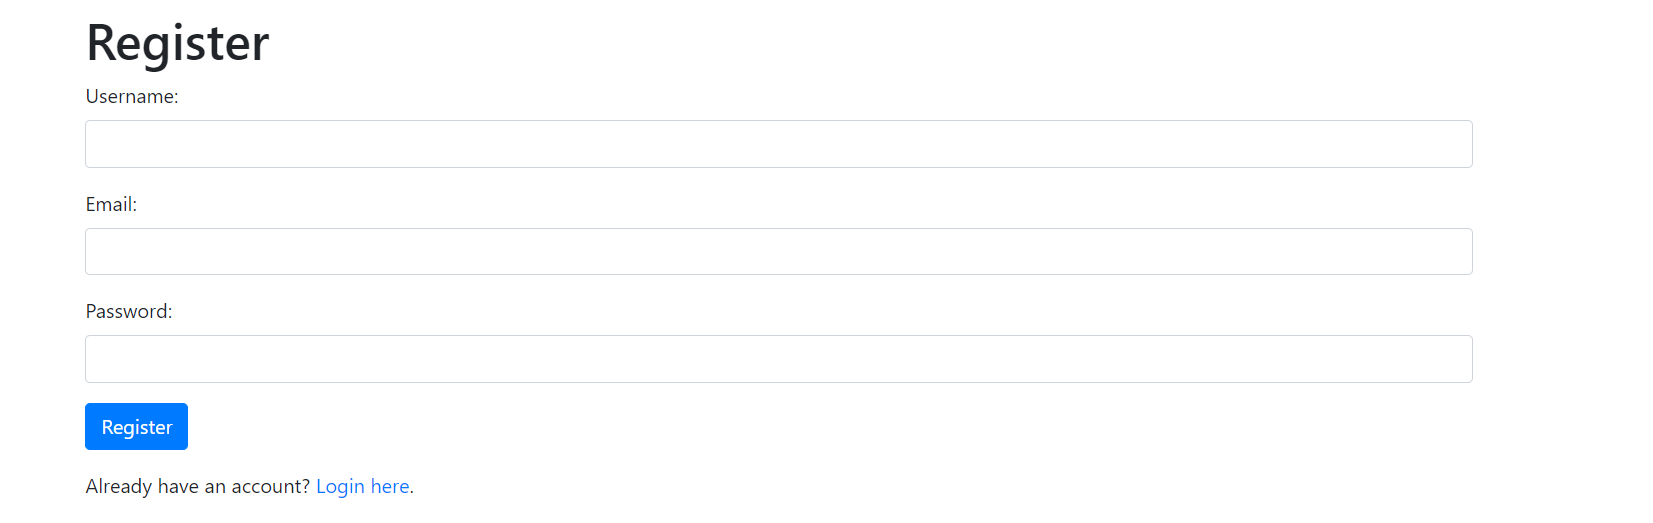 Register
Username:
Email:
Password:
Register
Already have an account? Login here.